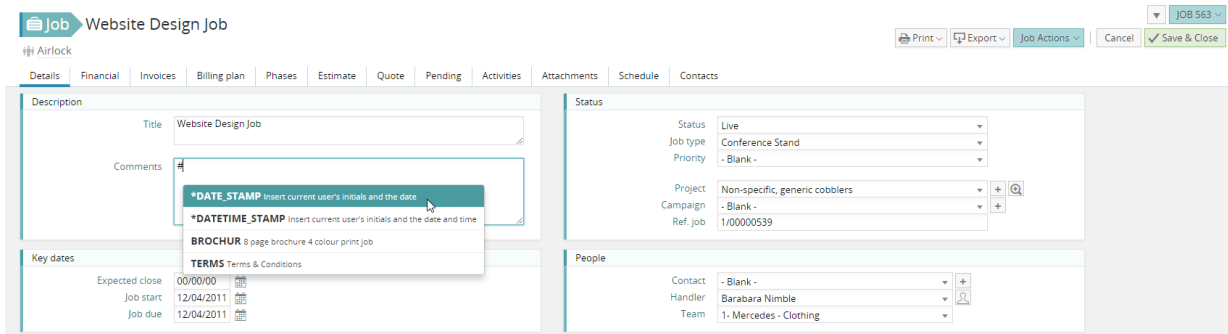 Job Website Design Job
JOB 563
Airlock
Print Export Job Actions Cancel Save & Close
Details Financial Invoices Billing plan Phases Estimate Quote Pending Activities Attachments Schedule Contacts
Description
Title Website Design Job
Comments #
*DATE_STAMP Insert current user's initials and the date
*DATETIME_STAMP Insert current user's initials and the date and time
BROCHUR 8 page brochure 4 colour print job
TERMS Terms & Conditions
Status
Status Live
Job type Conference Stand
Priority - Blank -
Project Non-specific, generic cobblers
Campaign - Blank -
Ref. job 1/00000539
Key dates
Expected close 00/00/00
Job start 12/04/2011
Job due 12/04/2011
People
Contact - Blank -
Handler Barabara Nimble
Team 1- Mercedes - Clothing